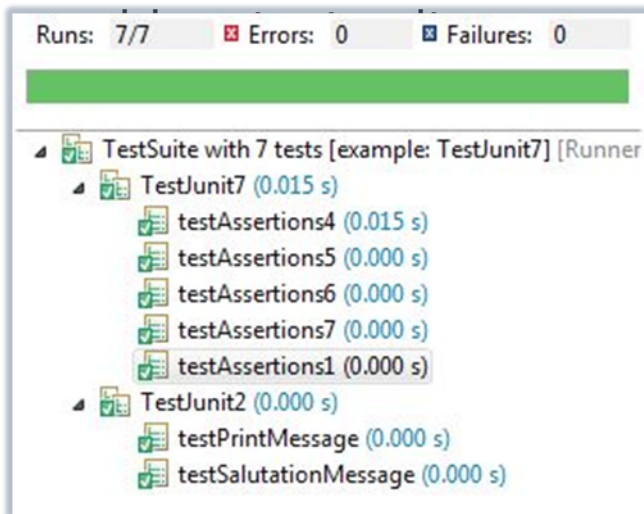 Runs: 7/7 Errors: 0 Failures: 0
TestSuite with 7 tests [example: TestJunit7] [Runner
TestJunit7 (0.015 s)
testAssertions4 (0.015 s)
testAssertions5 (0.000 s)
testAssertions6 (0.000 s)
testAssertions7 (0.000 s)
testAssertions1 (0.000 s)
TestJunit2 (0.000 s)
testPrintMessage (0.000 s)
testSalutationMessage (0.000 s)